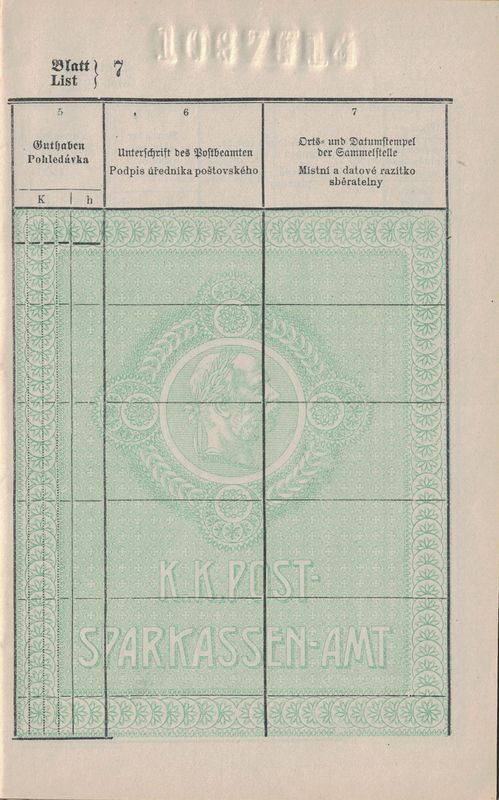 Blatt
List
7
5
6
7
Guthaben
Pohledávka
Unterschrift des Postbeamten
Podpis úředníka poštovského
Orts- und Datumstempel
der Sammelstelle
Místní a datové razítko
sběratelny
K h
K.K.POST-
SPARKASSEN-AMT